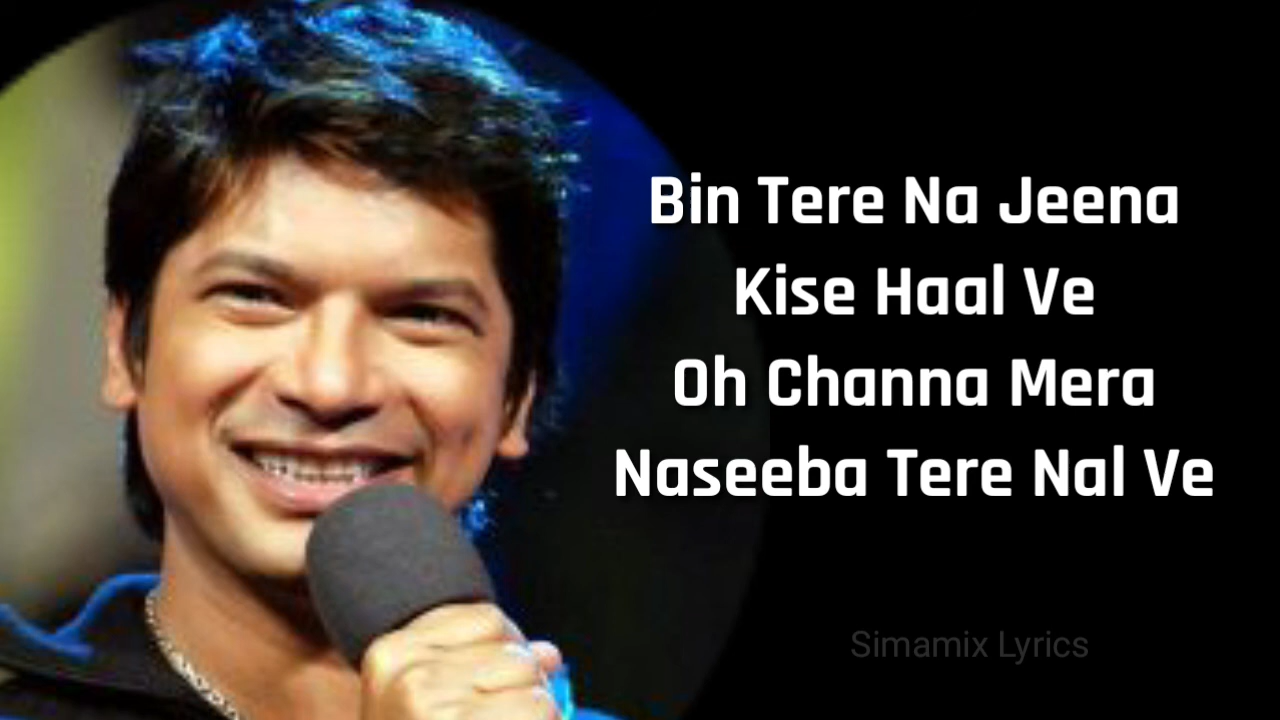 Bin Tere Na Jeena
Kise Haal Ve
Oh Channa Mera
Naseeba Tere Nal Ve
Simamix Lyrics